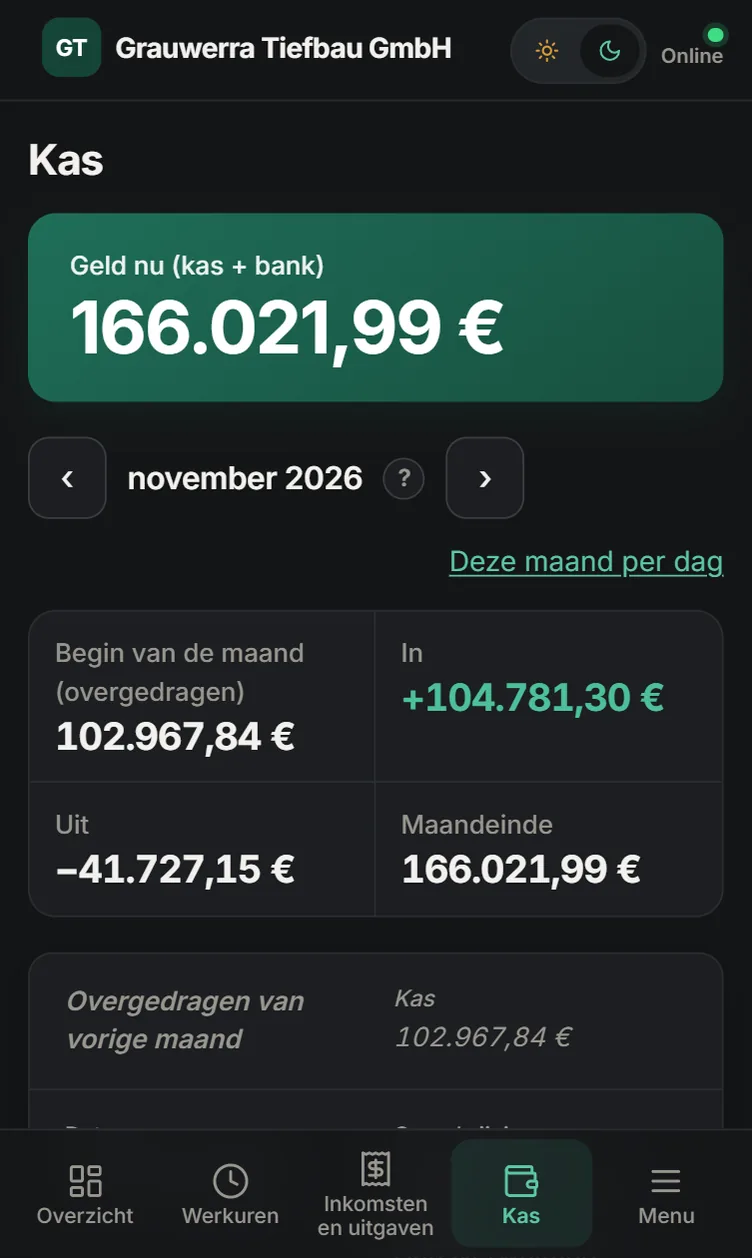 GT
Grauwerra Tiefbau GmbH
Online
Kas
Geld nu (kas + bank)
166.021,99 €
‹
november 2026
?
›
Deze maand per dag
Begin van de maand
(overgedragen)
102.967,84 €
In
+104.781,30 €
Uit
−41.727,15 €
Maandeinde
166.021,99 €
Overgedragen van
vorige maand
Kas
102.967,84 €
Overzicht
Werkuren
Inkomsten
en uitgaven
Kas
Menu